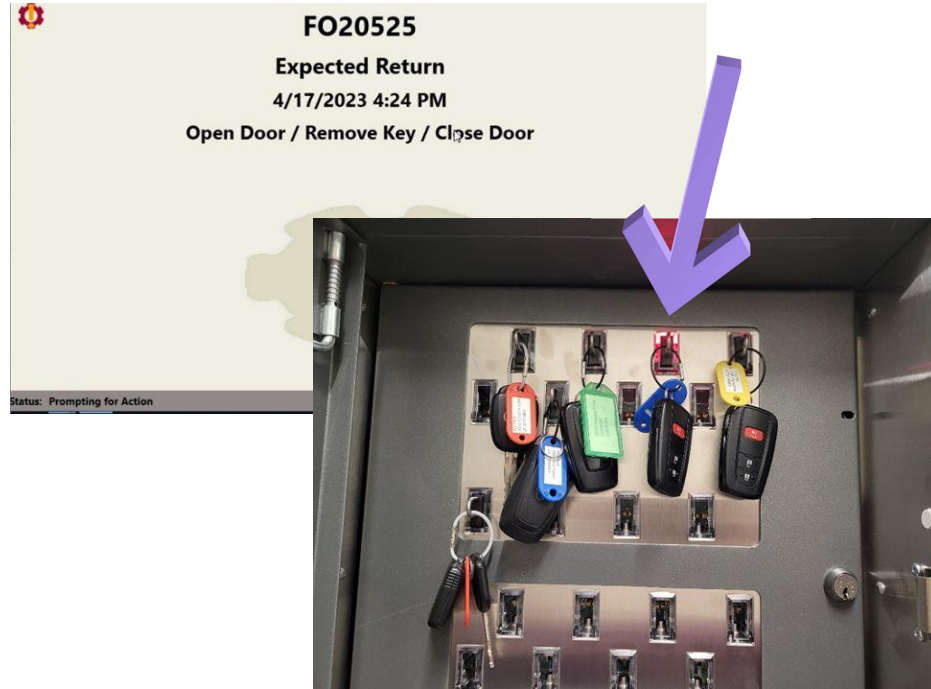 FO20525
Expected Return
4/17/2023 4:24 PM
Open Door / Remove Key / Close Door
Status: Prompting for Action